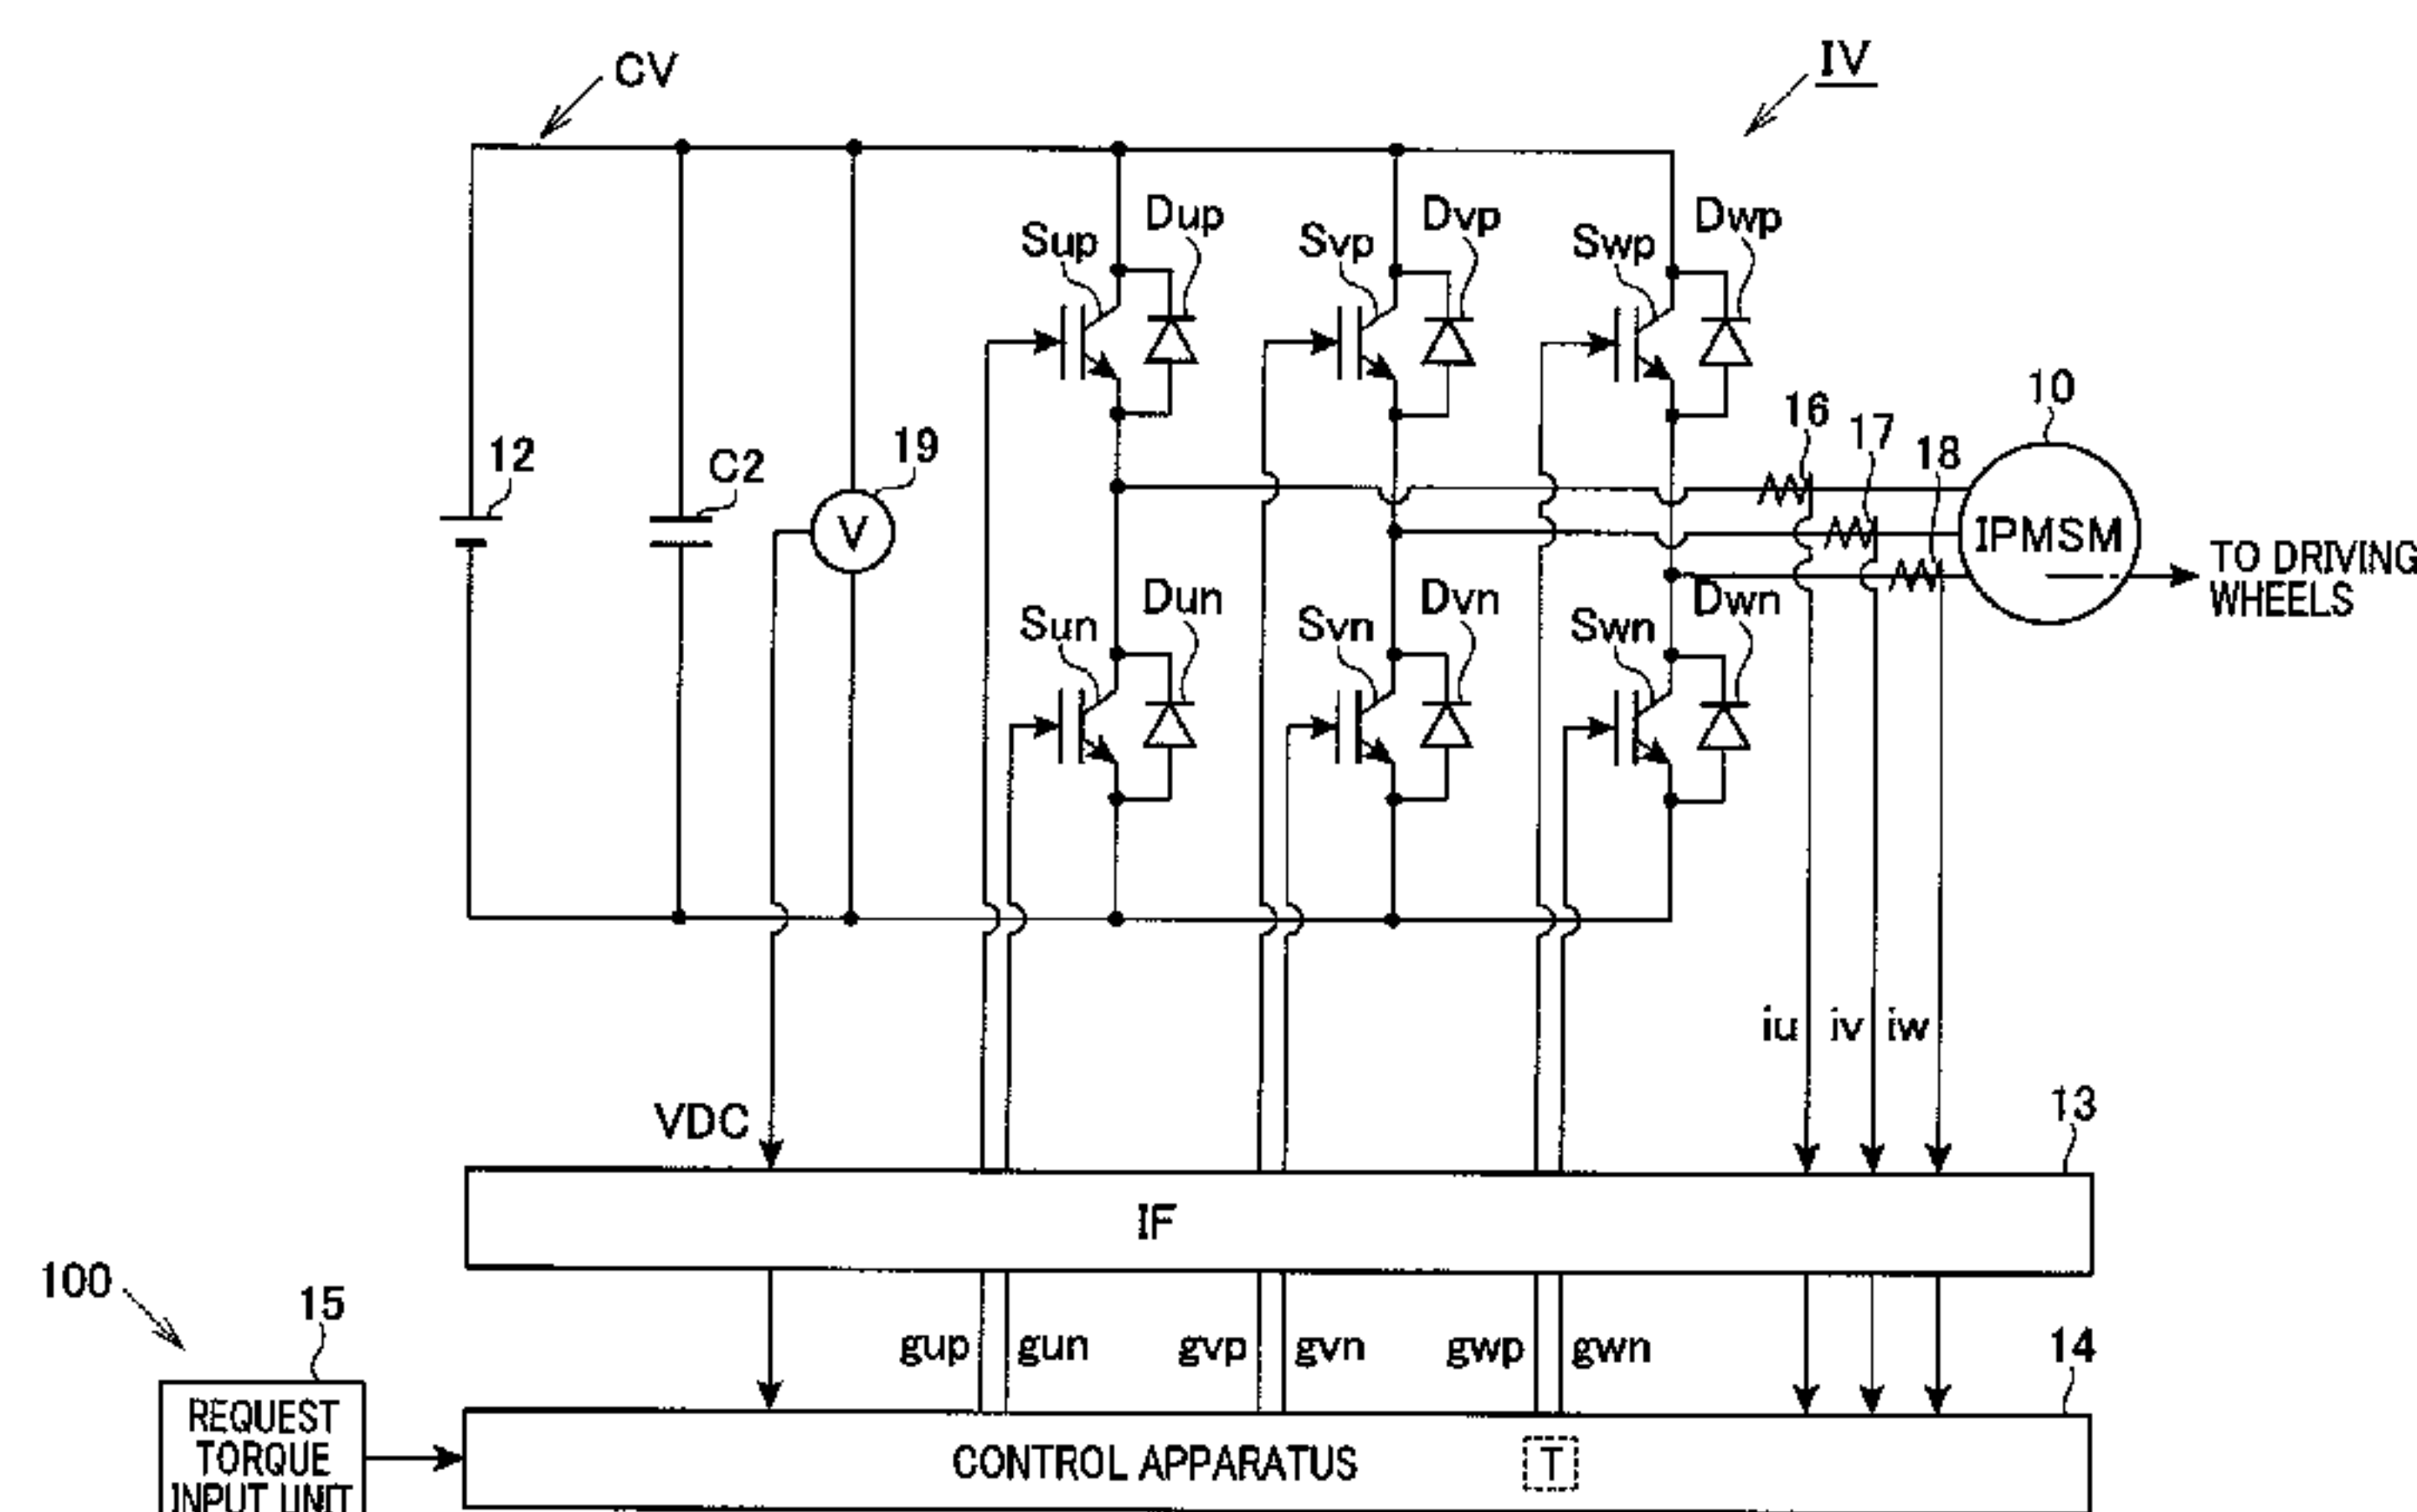 CV
IV
Dup
Dvp
Dwp
Sup
Svp
Swp
10
16
17
18
12
C2
19
V
IPMSM
TO DRIVING
WHEELS
Dun
Dvn
Dwn
Sun
Svn
Swn
iu
iv
iw
VDC
13
IF
100
15
gup
gun
gvp
gvn
gwp
gwn
14
REQUEST
TORQUE
INPUT UNIT
CONTROL APPARATUS
T